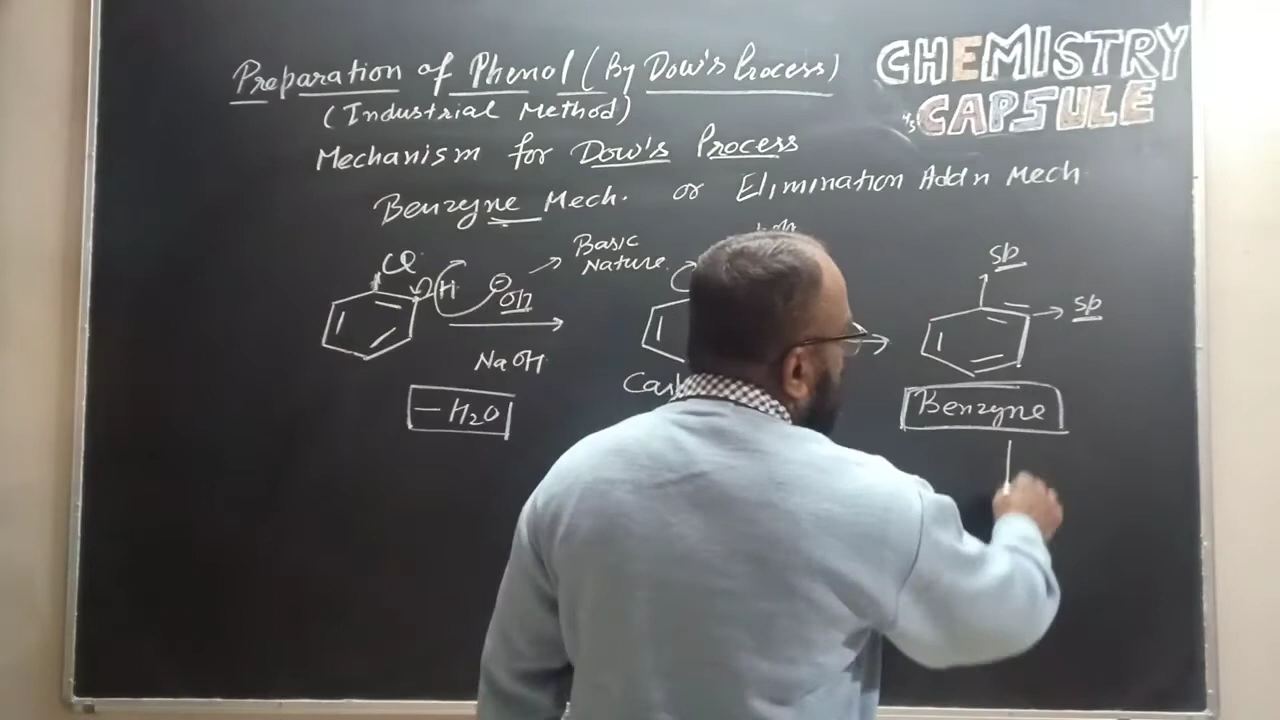 Preparation of Phenol (By Dow's Process)
(Industrial Method)
CHEMISTRY
CAPSULE
Mechanism for Dow's Process
Benzyne Mech. or Elimination Addn Mech
Cl
H
⊖OH
Basic
Nature
NaOH
- H2O
sp
sp
Benzyne